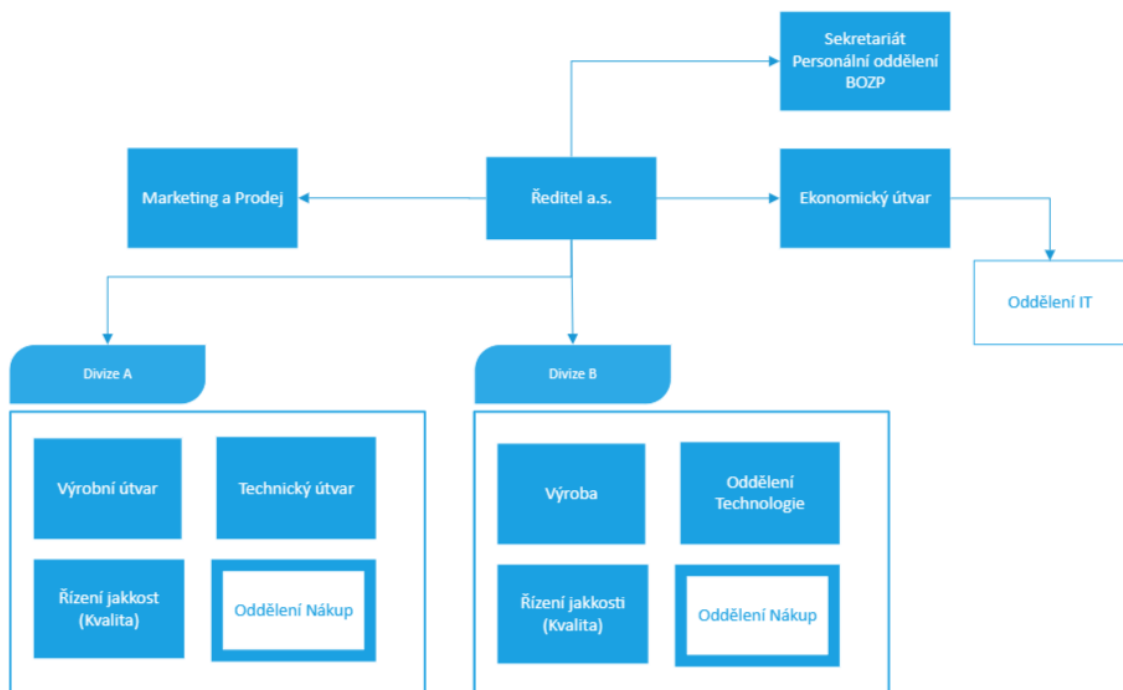 Sekretariát
Personální oddělení
BOZP
Marketing a Prodej
Ředitel a.s.
Ekonomický útvar
Oddělení IT
Divize A
Divize B
Výrobní útvar
Technický útvar
Řízení jakkost
(Kvalita)
Oddělení Nákup
Výroba
Oddělení
Technologie
Řízení jakkosti
(Kvalita)
Oddělení Nákup